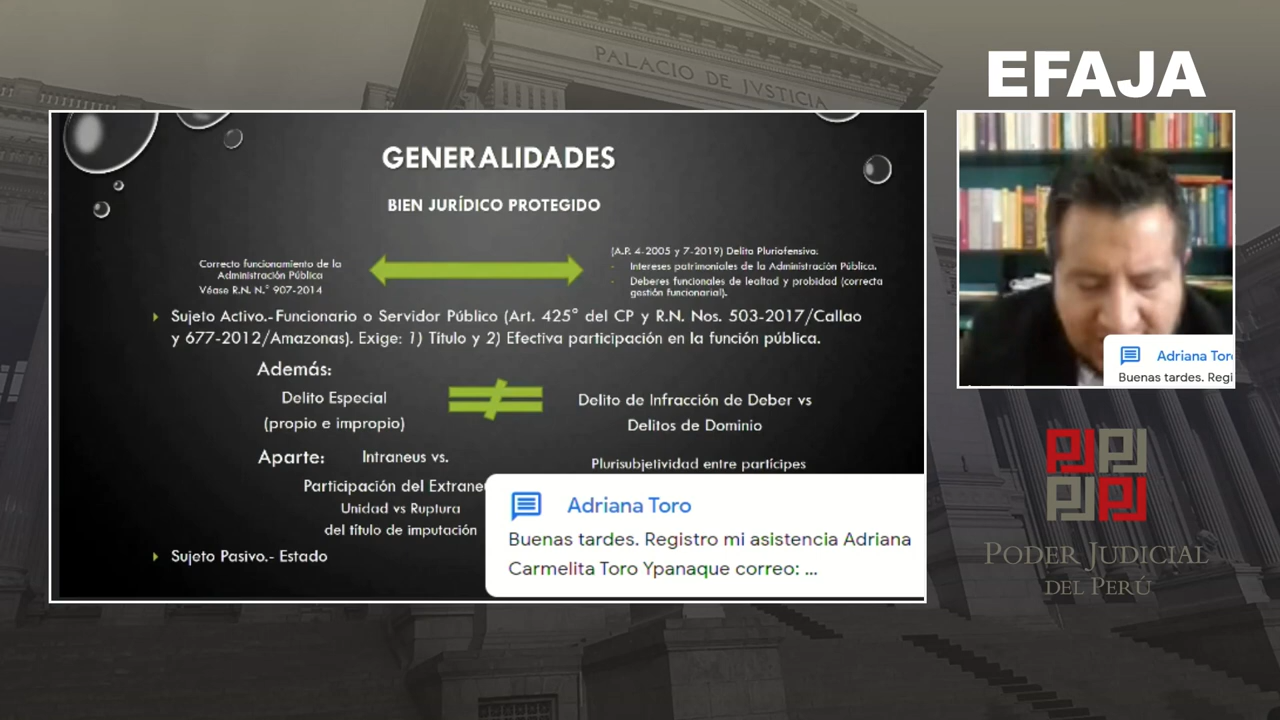 PALACIO DE JUSTICIA
EFAJA
GENERALIDADES
BIEN JURÍDICO PROTEGIDO
Correcto funcionamiento de la
Administración Pública
Véase R.N. N.° 907-2014
(A.P. 4-2005 y 7-2019) Delito Pluriofensivo:
Intereses patrimoniales de la Administración Pública.
Deberes funcionales de lealtad y probidad (correcta
gestión funcionarial).
Sujeto Activo.-Funcionario o Servidor Público (Art. 425° del CP y R.N. Nos. 503-2017/Callao
y 677-2012/Amazonas). Exige: 1) Título y 2) Efectiva participación en la función pública.
Además:
Delito Especial
(propio e impropio)
Delito de Infracción de Deber vs
Delitos de Dominio
Aparte: Intraneus vs.
Participación del Extraneu
Unidad vs Ruptura
del título de imputación
Plurisubjetividad entre partícipes
Sujeto Pasivo.- Estado
Adriana Toro
Buenas tardes. Registro mi asistencia Adriana
Carmelita Toro Ypanaque correo: ...
Adriana Toro
Buenas tardes. Regi
PJ PJ
PJ PJ
PODER JUDICIAL
DEL PERÚ